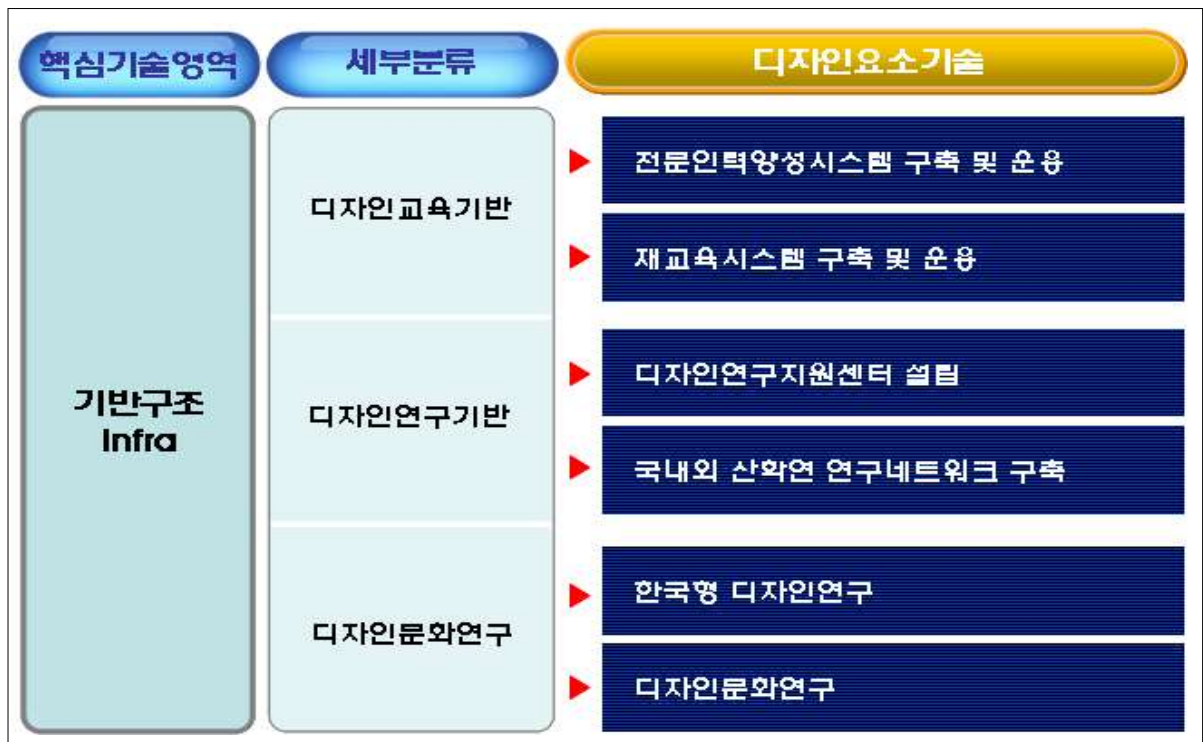 핵심기술영역
세부분류
디자인요소기술
기반구조
Infra
디자인교육기반
전문인력양성시스템 구축 및 운용
재교육시스템 구축 및 운용
디자인연구기반
디자인연구지원센터 설립
국내외 산학연 연구네트워크 구축
디자인문화연구
한국형 디자인연구
디자인문화연구